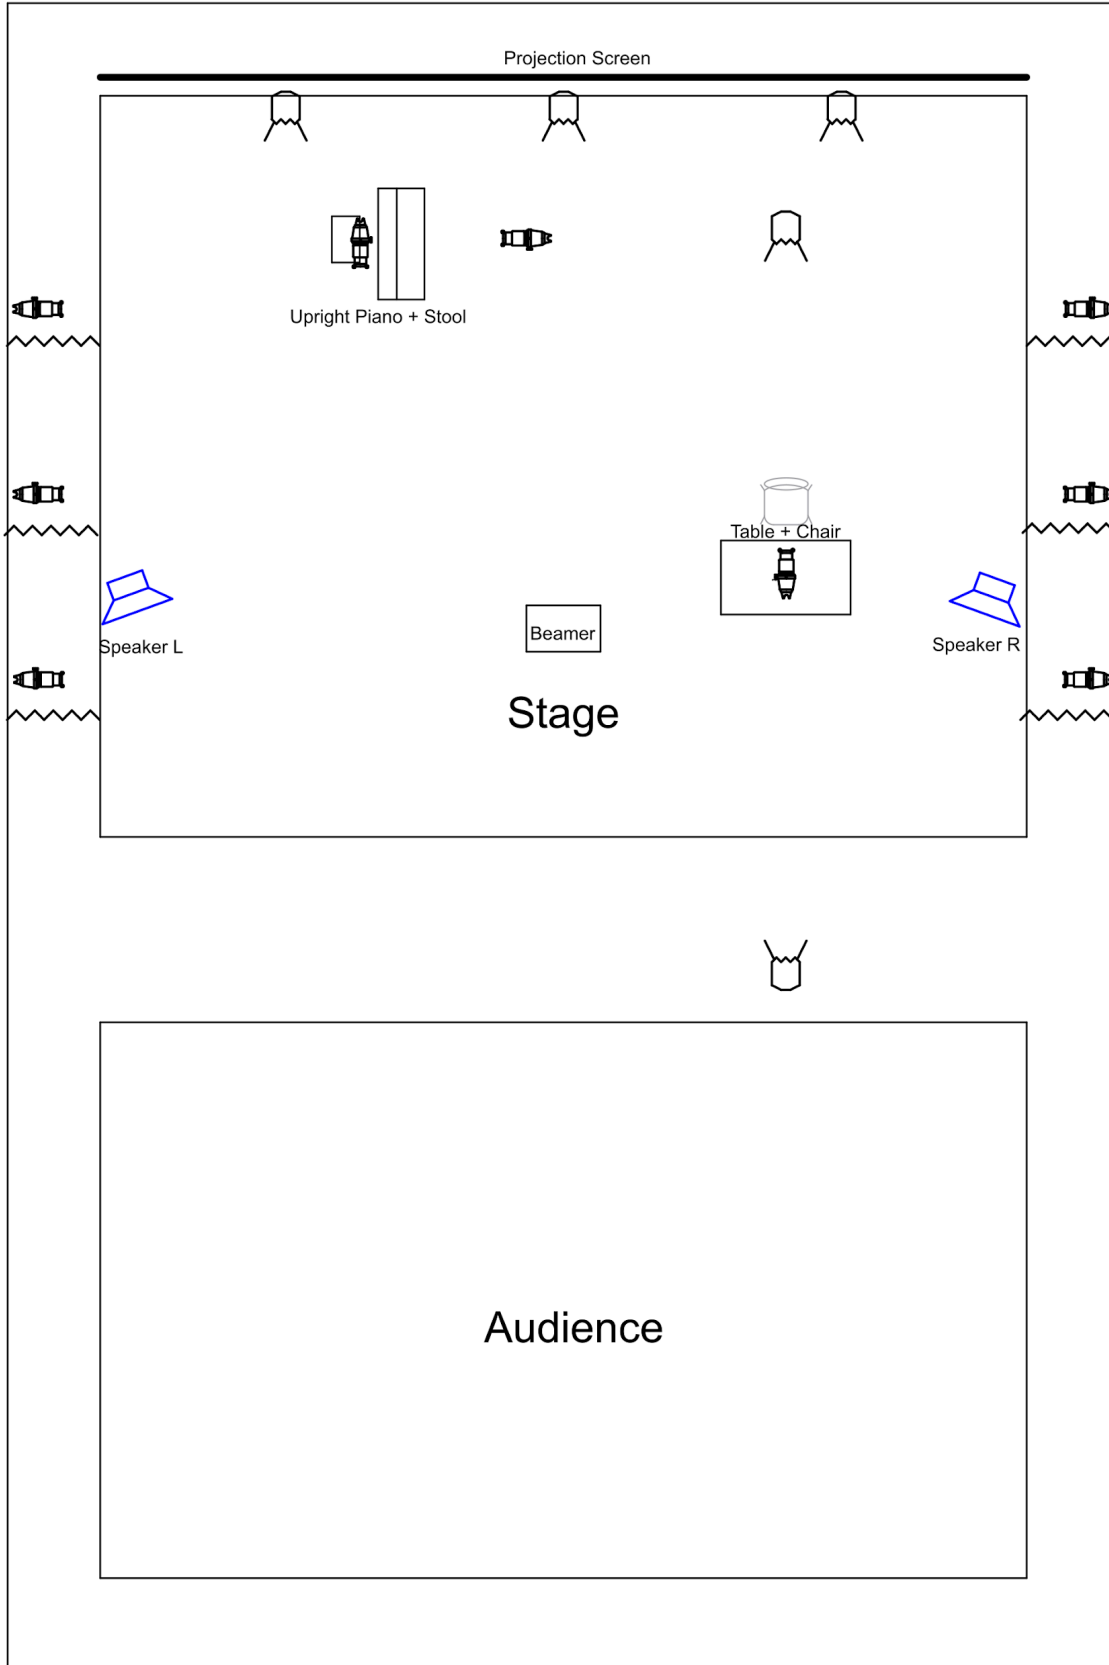 Projection Screen
Upright Piano + Stool
Table + Chair
Beamer
Speaker L
Speaker R
Stage
Audience